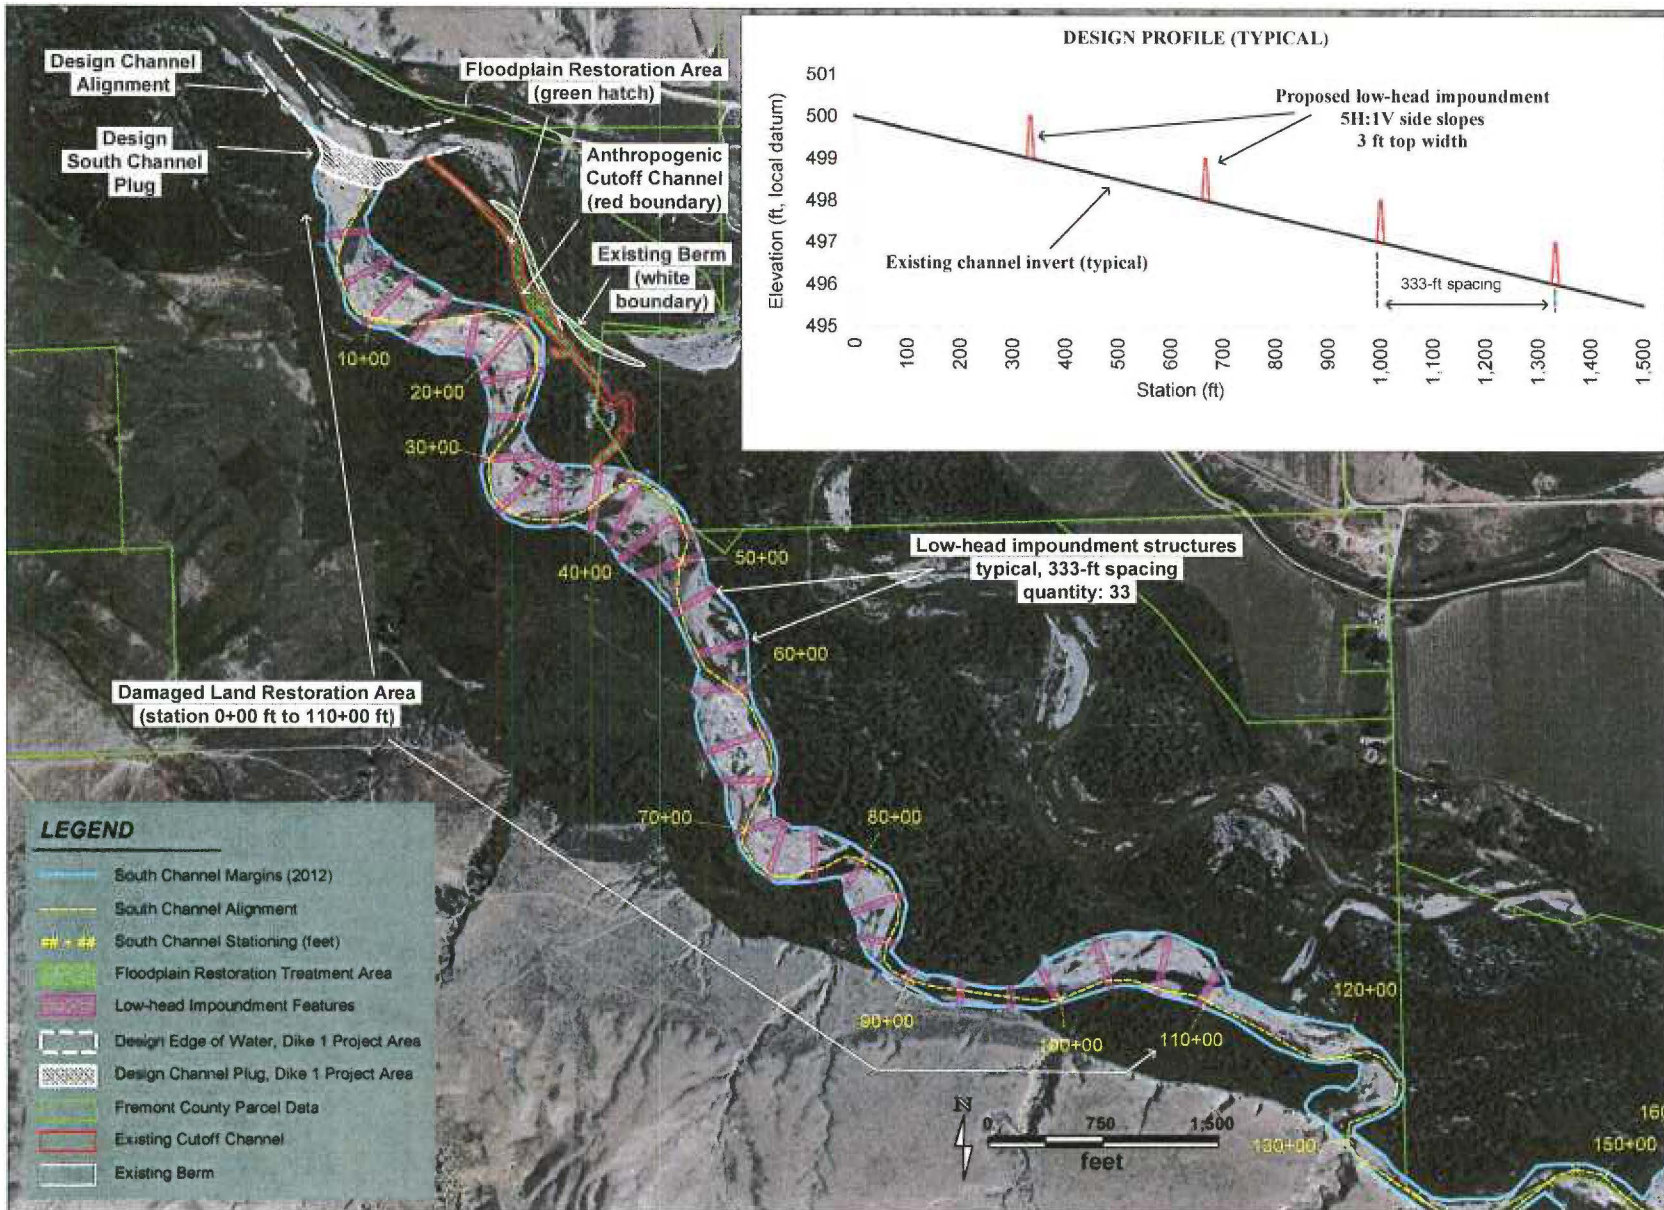 Design Channel
Alignment
Design
South Channel
Plug
Floodplain Restoration Area
(green hatch)
Anthropogenic
Cutoff Channel
(red boundary)
Existing Berm
(white
boundary)
DESIGN PROFILE (TYPICAL)
Elevation (ft, local datum)
501
500
499
498
497
496
495
Proposed low-head impoundment
5H:1V side slopes
3 ft top width
Existing channel invert (typical)
333-ft spacing
0
100
200
300
400
500
600
700
800
900
1,000
1,100
1,200
1,300
1,400
1,500
Station (ft)
10+00
20+00
30+00
40+00
50+00
Low-head impoundment structures
typical, 333-ft spacing
quantity: 33
60+00
Damaged Land Restoration Area
(station 0+00 ft to 110+00 ft)
70+00
80+00
90+00
100+00
110+00
120+00
130+00
150+00
LEGEND
South Channel Margins (2012)
South Channel Alignment
## + ## South Channel Stationing (feet)
Floodplain Restoration Treatment Area
Low-head Impoundment Features
Design Edge of Water, Dike 1 Project Area
Design Channel Plug, Dike 1 Project Area
Fremont County Parcel Data
Existing Cutoff Channel
Existing Berm
N
0 750 1,500
feet